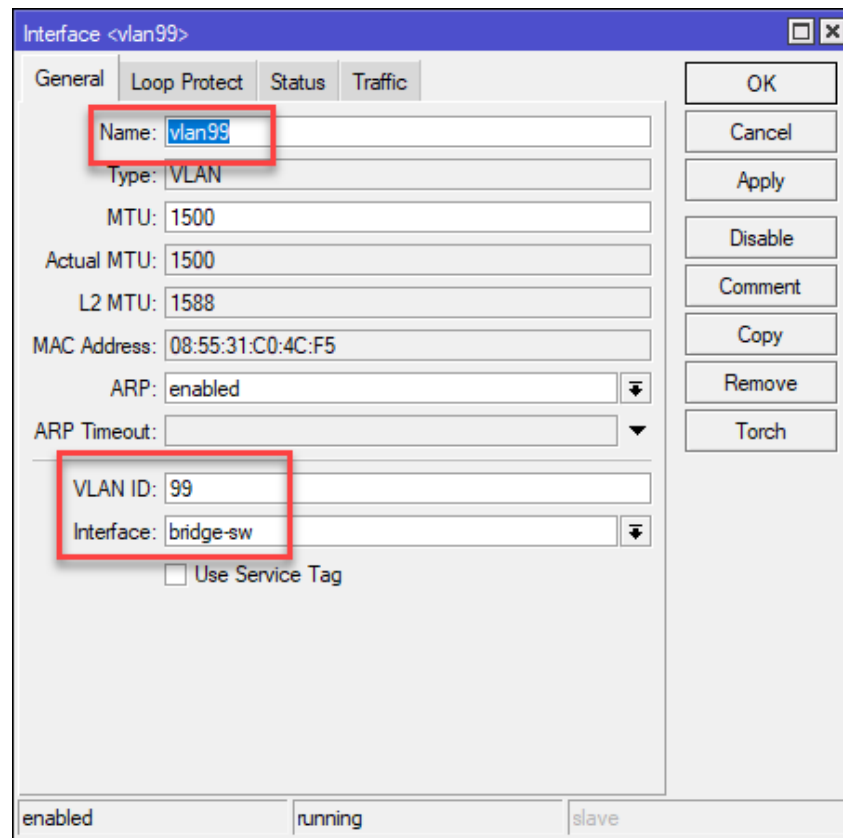 Interface <vlan99>
General Loop Protect Status Traffic
OK
Name: vlan99
Cancel
Type: VLAN
Apply
MTU: 1500
Disable
Actual MTU: 1500
Comment
L2 MTU: 1588
Copy
MAC Address: 08:55:31:C0:4C:F5
Remove
ARP: enabled
Torch
ARP Timeout:
VLAN ID: 99
Interface: bridge-sw
Use Service Tag
enabled running slave